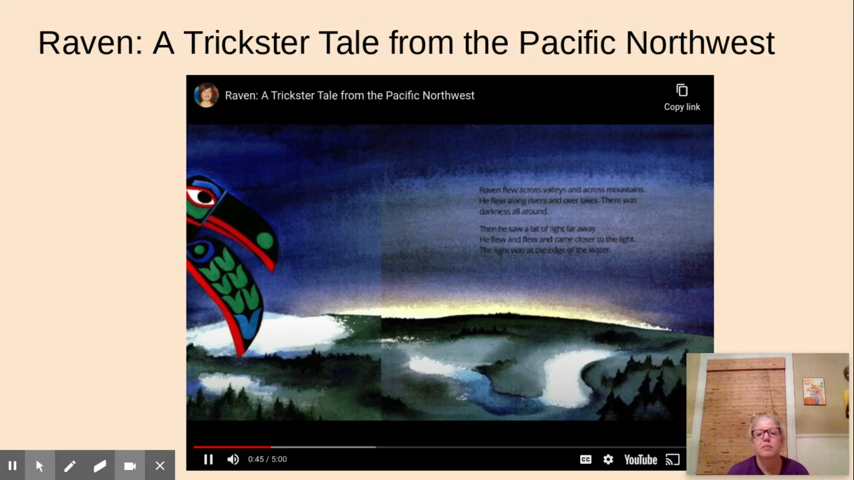 Raven: A Trickster Tale from the Pacific Northwest
Raven: A Trickster Tale from the Pacific Northwest
Copy link
Raven flew across valleys and across mountains.
He flew along rivers and over lakes. There was
darkness all around.
Then he saw a bit of light far away.
He flew and flew and came closer to the light.
The light was at the edge of the water.
0:45 / 5:00
CC
YouTube